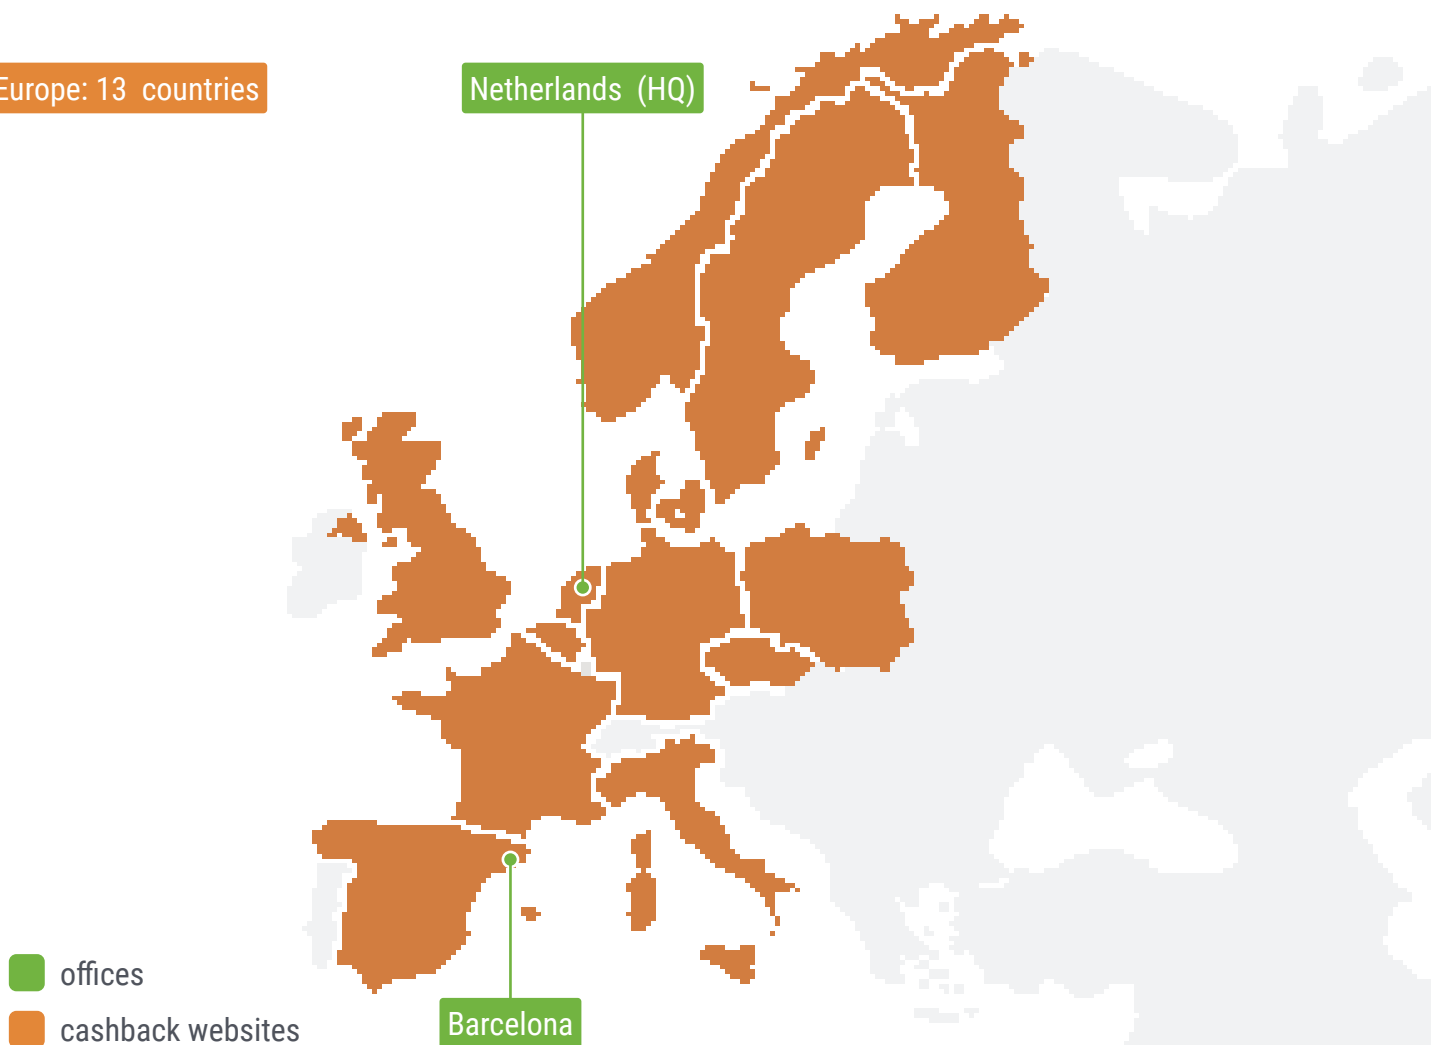 Europe: 13 countries
Netherlands (HQ)
offices
cashback websites
Barcelona